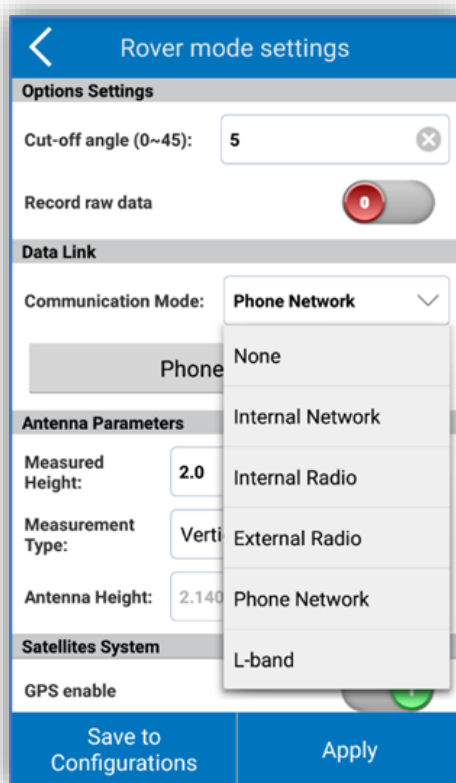 Rover mode settings
Options Settings
Cut-off angle (0~45): 5
Record raw data 0
Data Link
Communication Mode: Phone Network
Phone
None
Internal Network
Internal Radio
External Radio
Phone Network
L-band
Antenna Parameters
Measured
Height: 2.0
Measurement
Type: Verti
Antenna Height: 2.140
Satellites System
GPS enable
Save to
Configurations
Apply